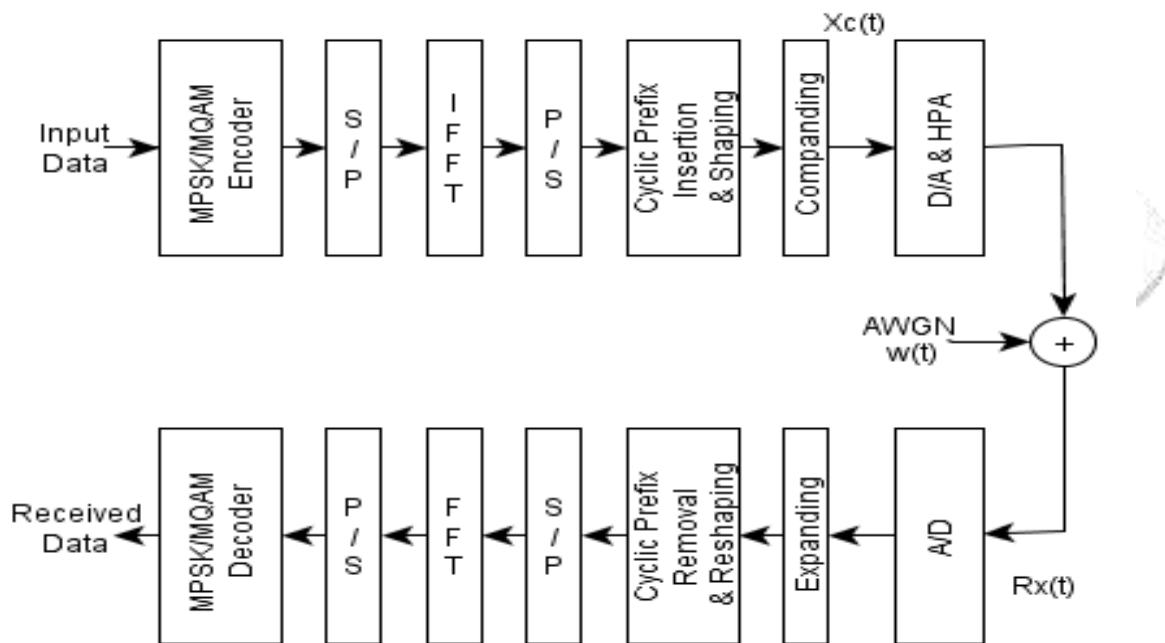 Xc(t)
Input
Data
MPSK/MQAM
Encoder
S
/
P
I
F
F
T
P
/
S
Cyclic Prefix
Insertion
& Shaping
Companding
D/A & HPA
AWGN
w(t)
+
Received
Data
MPSK/MQAM
Decoder
P
/
S
F
F
T
S
/
P
Cyclic Prefix
Removal
& Reshaping
Expanding
A/D
Rx(t)